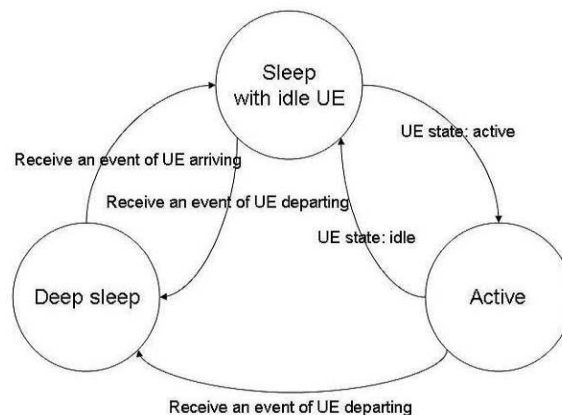 Sleep
with idle UE
UE state: active
Receive an event of UE arriving
Receive an event of UE departing
UE state: idle
Deep sleep
Active
Receive an event of UE departing